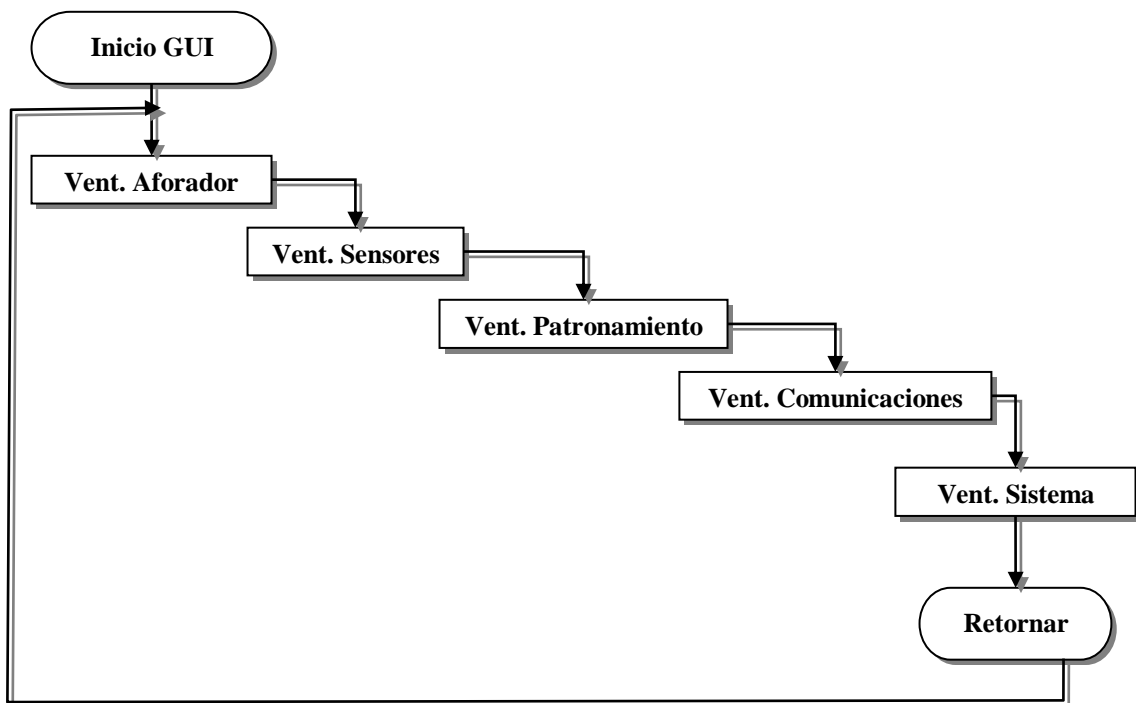 Inicio GUI
Vent. Aforador
Vent. Sensores
Vent. Patronamiento
Vent. Comunicaciones
Vent. Sistema
Retornar